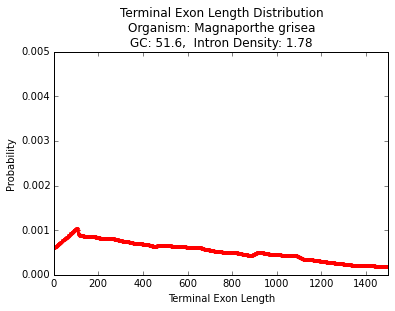 Terminal Exon Length Distribution
Organism: Magnaporthe grisea
GC: 51.6,  Intron Density: 1.78
0.005
0.004
0.003
0.002
0.001
0.000
Probability
0 200 400 600 800 1000 1200 1400
Terminal Exon Length